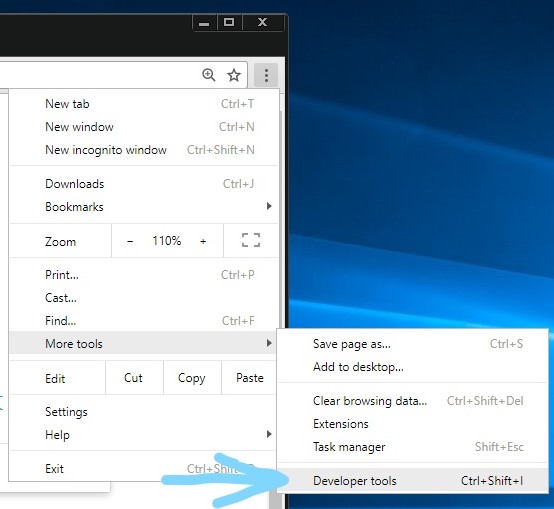 New tab Ctrl+T
New window Ctrl+N
New incognito window Ctrl+Shift+N
Downloads Ctrl+J
Bookmarks
Zoom − 110% +
Print... Ctrl+P
Cast...
Find... Ctrl+F
More tools
Edit Cut Copy Paste
Settings
Help
Exit
Save page as... Ctrl+S
Add to desktop...
Clear browsing data... Ctrl+Shift+Del
Extensions
Task manager Shift+Esc
Developer tools Ctrl+Shift+I